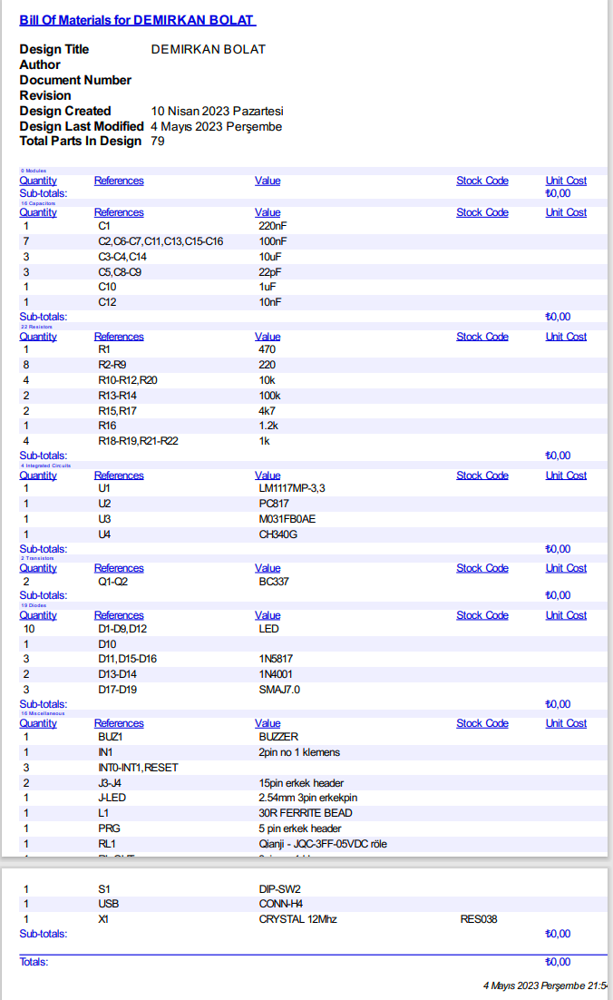 Bill Of Materials for DEMIRKAN BOLAT
Design Title DEMIRKAN BOLAT
Author
Document Number
Revision
Design Created 10 Nisan 2023 Pazartesi
Design Last Modified 4 Mayıs 2023 Perşembe
Total Parts In Design 79
0 Modules
Quantity References Value Stock Code Unit Cost
Sub-totals: ₺0,00
16 Capacitors
Quantity References Value Stock Code Unit Cost
1 C1 220nF
7 C2,C6-C7,C11,C13,C15-C16 100nF
3 C3-C4,C14 10uF
3 C5,C8-C9 22pF
1 C10 1uF
1 C12 10nF
Sub-totals: ₺0,00
22 Resistors
Quantity References Value Stock Code Unit Cost
1 R1 470
8 R2-R9 220
4 R10-R12,R20 10k
2 R13-R14 100k
2 R15,R17 4k7
1 R16 1.2k
4 R18-R19,R21-R22 1k
Sub-totals: ₺0,00
4 Integrated Circuits
Quantity References Value Stock Code Unit Cost
1 U1 LM1117MP-3,3
1 U2 PC817
1 U3 M031FB0AE
1 U4 CH340G
Sub-totals: ₺0,00
2 Transistors
Quantity References Value Stock Code Unit Cost
2 Q1-Q2 BC337
Sub-totals: ₺0,00
19 Diodes
Quantity References Value Stock Code Unit Cost
10 D1-D9,D12 LED
1 D10
3 D11,D15-D16 1N5817
2 D13-D14 1N4001
3 D17-D19 SMAJ7.0
Sub-totals: ₺0,00
16 Miscellaneous
Quantity References Value Stock Code Unit Cost
1 BUZ1 BUZZER
1 IN1 2pin no 1 klemens
3 INT0-INT1,RESET
2 J3-J4 15pin erkek header
1 J-LED 2.54mm 3pin erkekpin
1 L1 30R FERRITE BEAD
1 PRG 5 pin erkek header
1 RL1 Qianji - JQC-3FF-05VDC röle
1 S1 DIP-SW2
1 USB CONN-H4
1 X1 CRYSTAL 12Mhz RES038
Sub-totals: ₺0,00
Totals: ₺0,00
4 Mayıs 2023 Perşembe 21:54